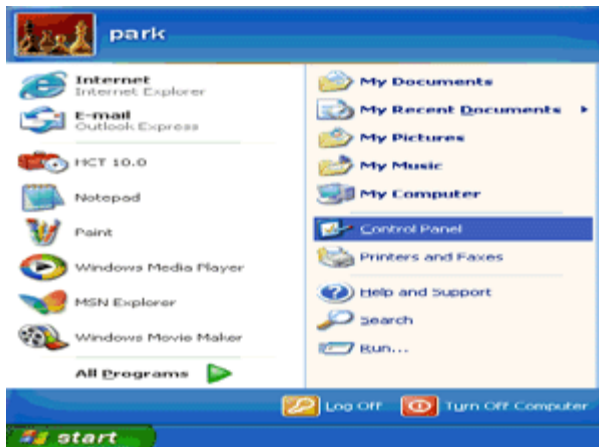 park
Internet
Internet Explorer
E-mail
Outlook Express
HCT 10.0
Notepad
Paint
Windows Media Player
MSN Explorer
Windows Movie Maker
All Programs
My Documents
My Recent Documents
My Pictures
My Music
My Computer
Control Panel
Printers and Faxes
Help and Support
Search
Run...
Log Off
Turn Off Computer
start